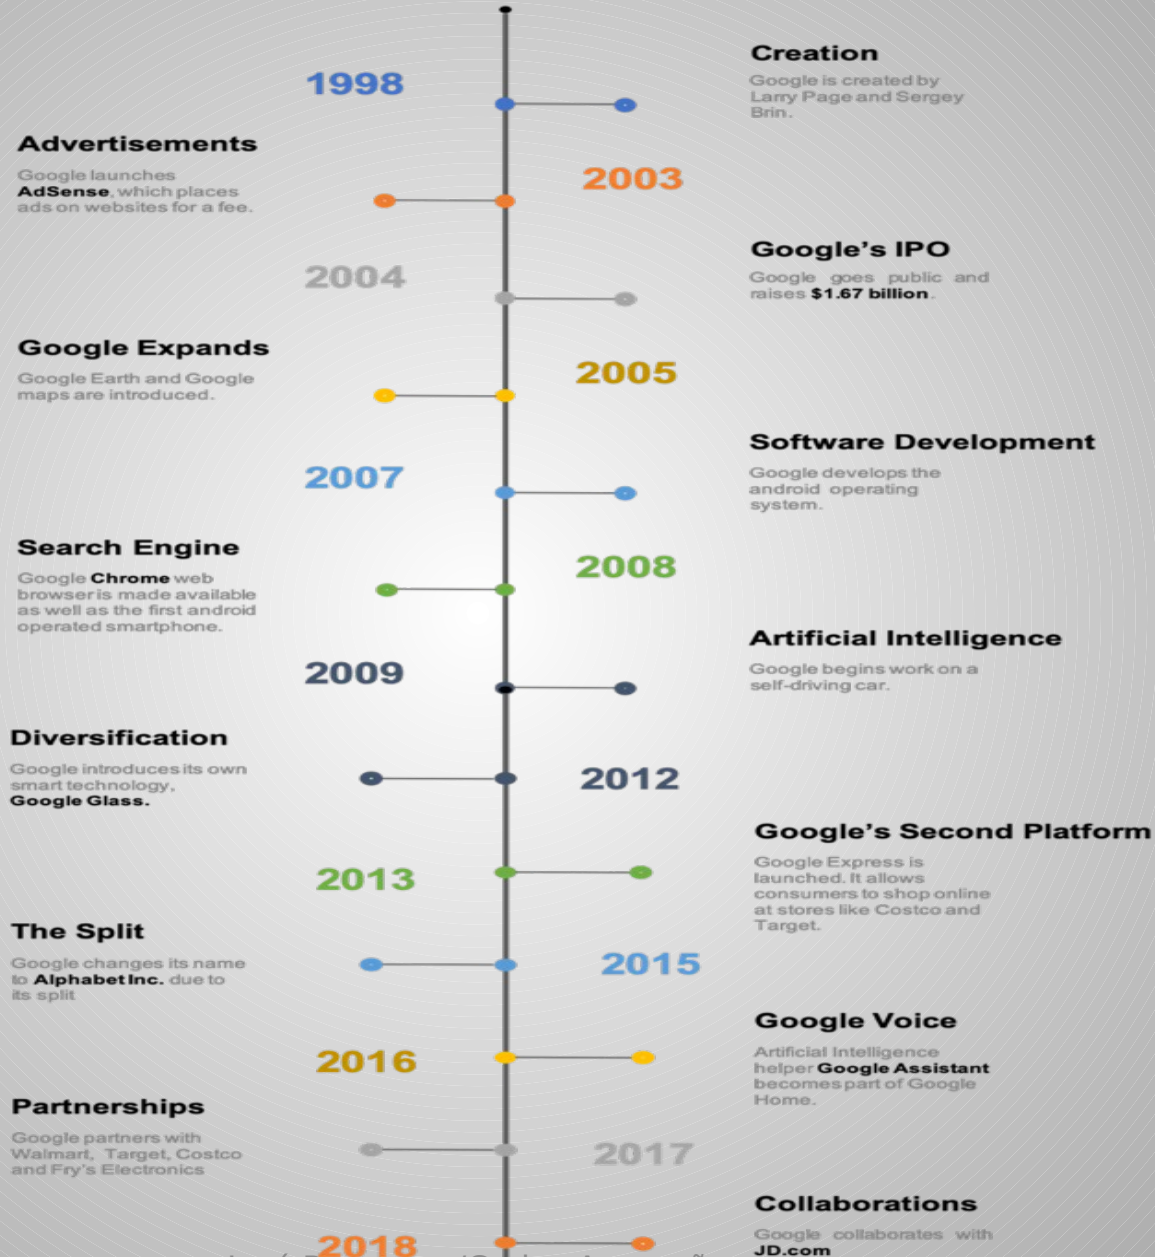 1998
Creation
Google is created by
Larry Page and Sergey
Brin.
Advertisements
Google launches
AdSense, which places
ads on websites for a fee.
2003
2004
Google's IPO
Google goes public and
raises $1.67 billion.
Google Expands
Google Earth and Google
maps are introduced.
2005
2007
Software Development
Google develops the
android operating
system.
Search Engine
Google Chrome web
browser is made available
as well as the first android
operated smartphone.
2008
2009
Artificial Intelligence
Google begins work on a
self-driving car.
Diversification
Google introduces its own
smart technology,
Google Glass.
2012
2013
Google's Second Platform
Google Express is
launched. It allows
consumers to shop online
at stores like Costco and
Target.
The Split
Google changes its name
to Alphabet Inc. due to
its split
2015
2016
Google Voice
Artificial Intelligence
helper Google Assistant
becomes part of Google
Home.
Partnerships
Google partners with
Walmart, Target, Costco
and Fry's Electronics
2017
2018
Collaborations
Google collaborates with
JD.com